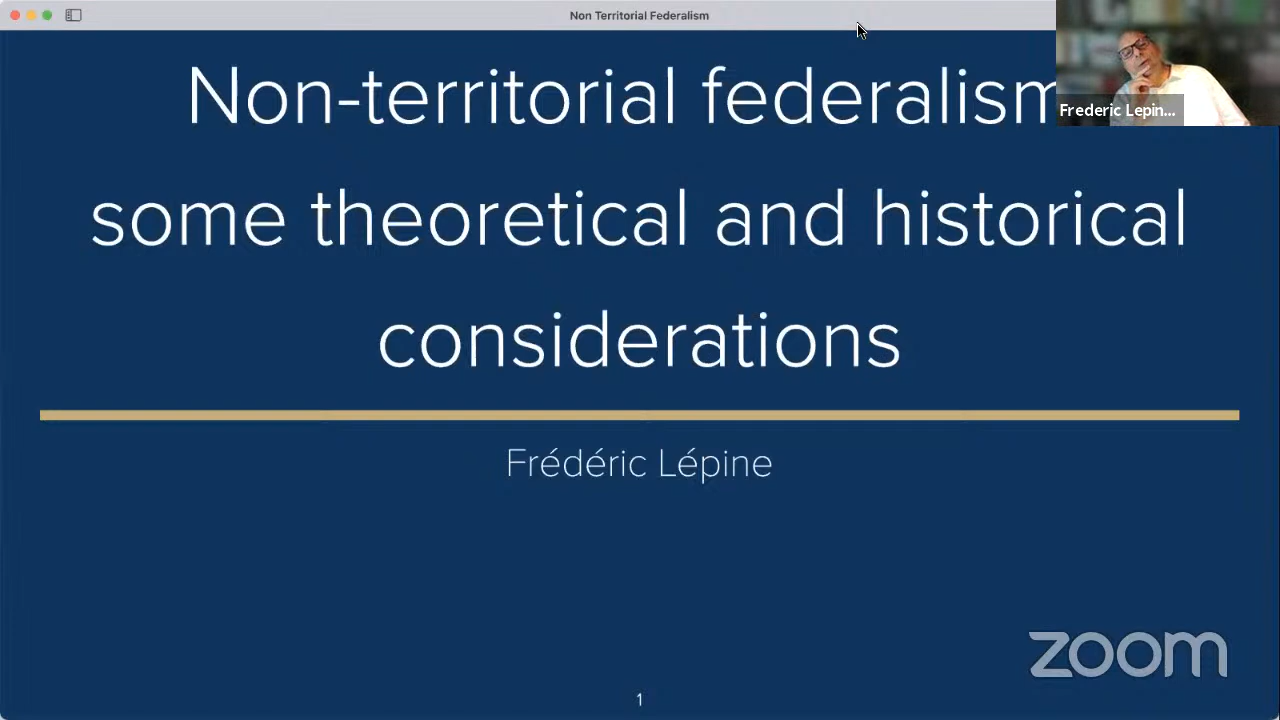 Non Territorial Federalism
Non-territorial federalism
Frederic Lepin...
some theoretical and historical
considerations
Frédéric Lépine
zoom
1